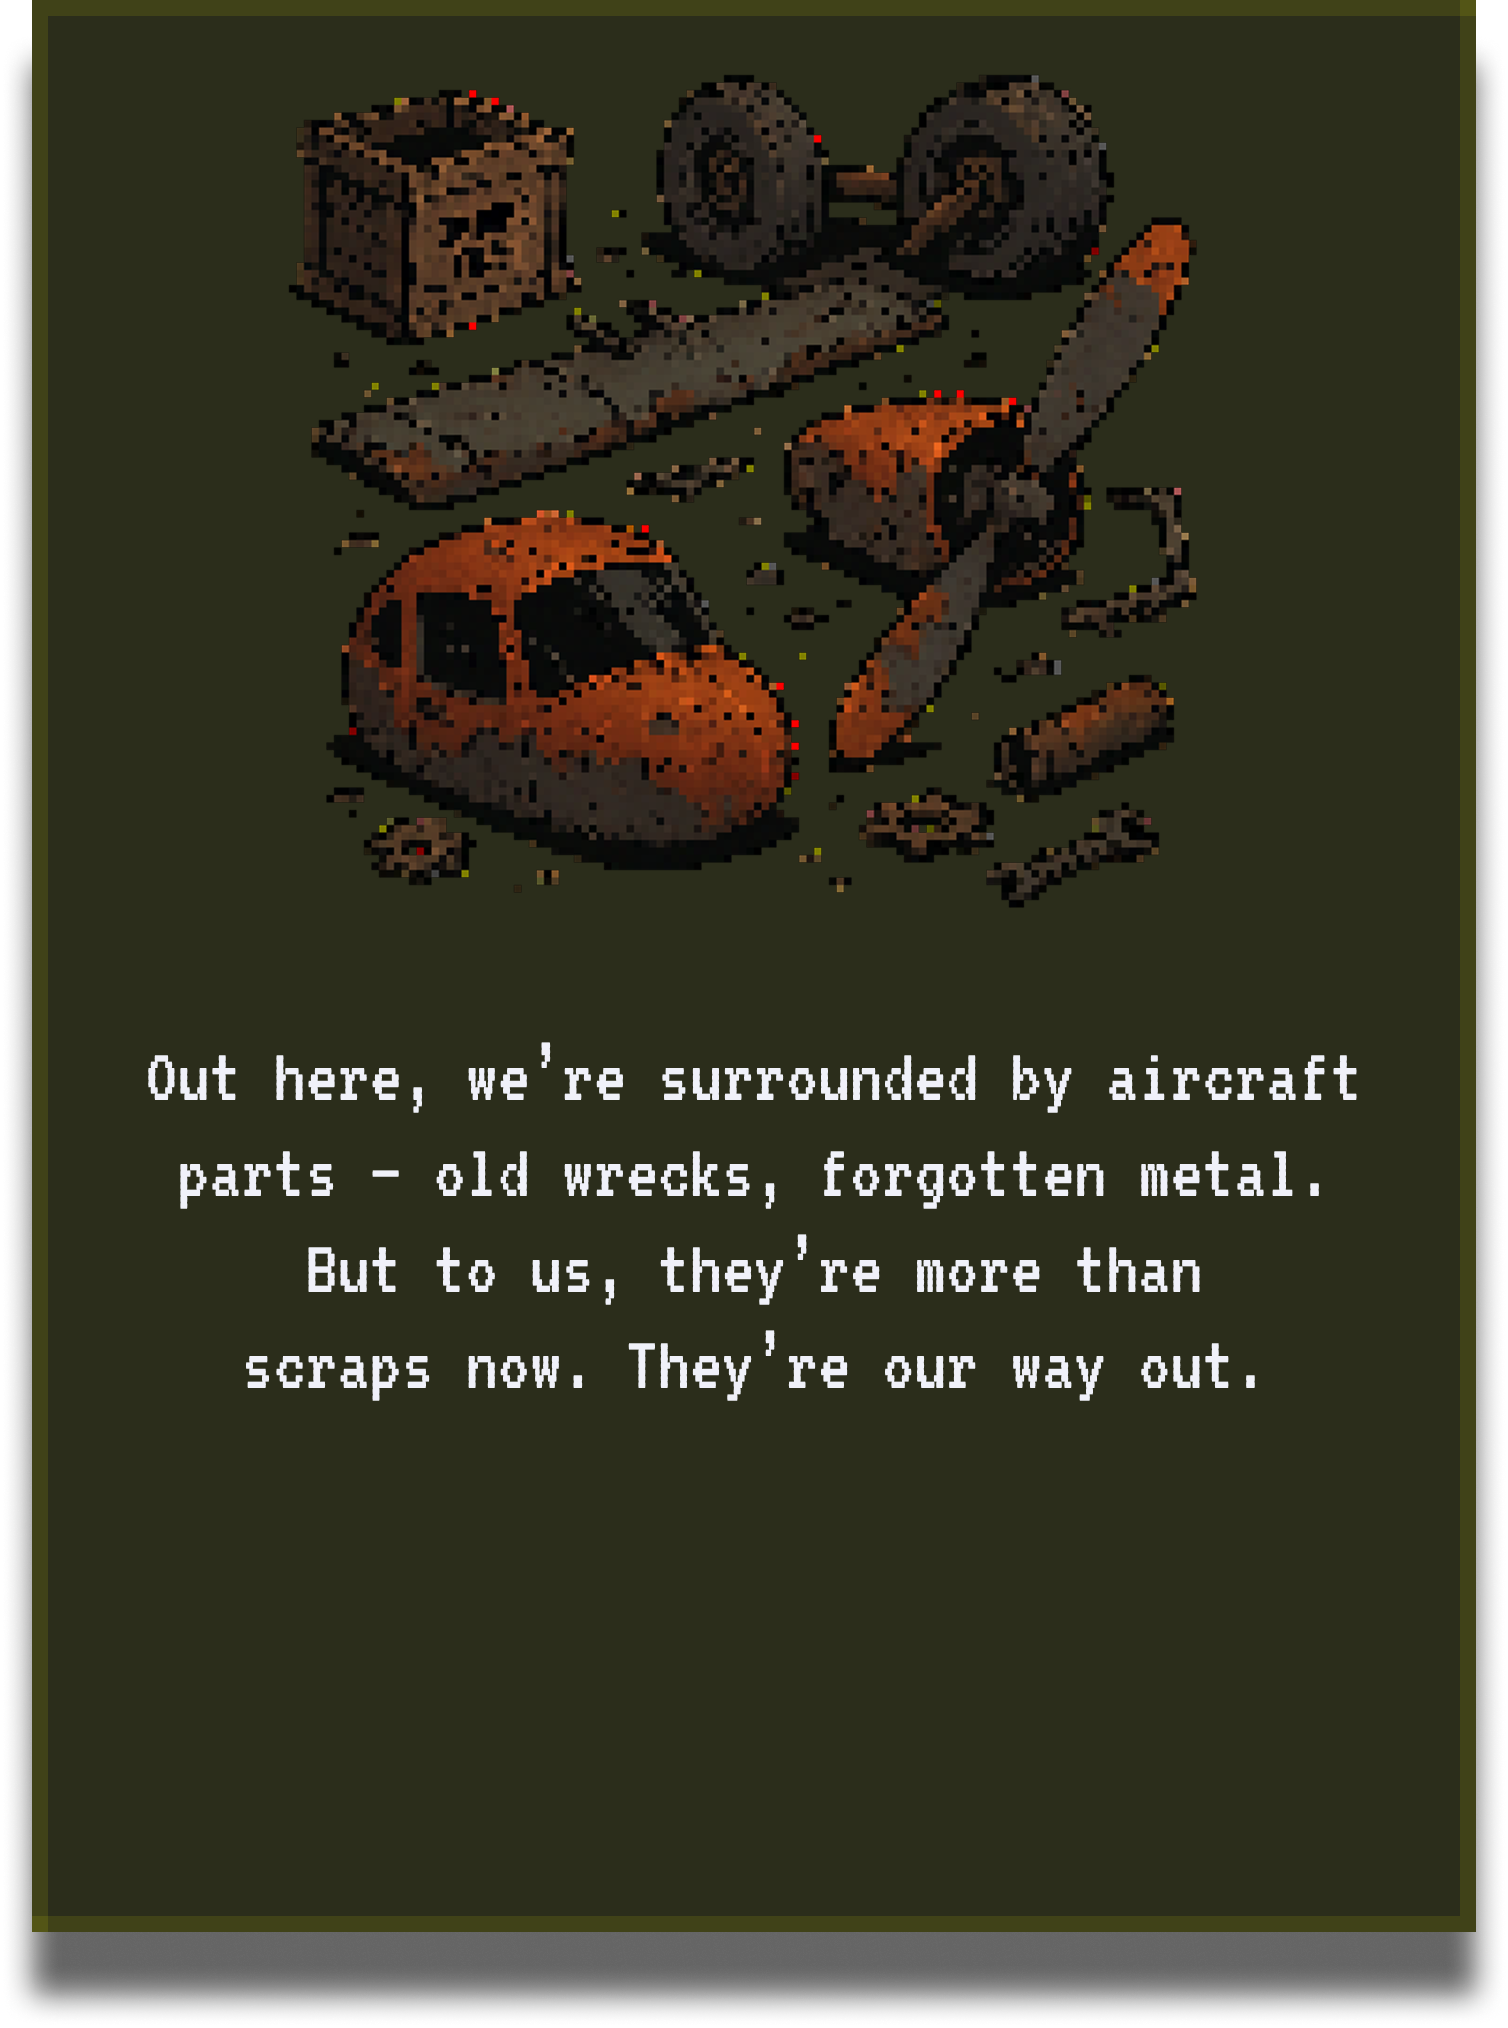 Out here, we're surrounded by aircraft
parts - old wrecks, forgotten metal.
But to us, they're more than
scraps now. They're our way out.